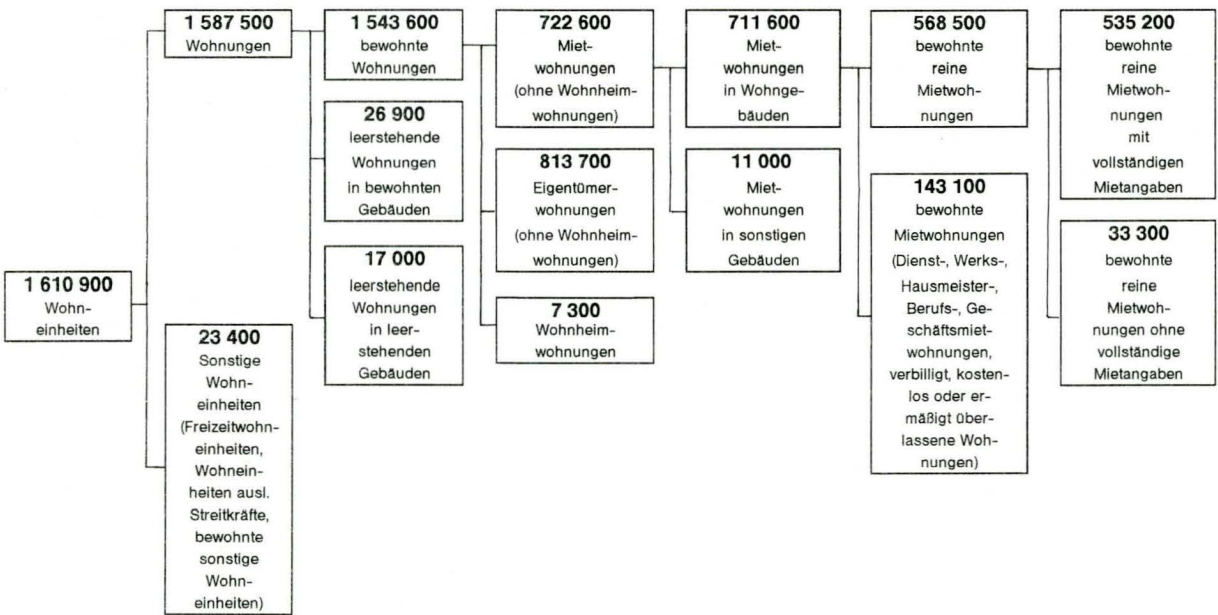 1 610 900
Wohn-
einheiten
1 587 500
Wohnungen
23 400
Sonstige
Wohn-
einheiten
(Freizeitwohn-
einheiten,
Wohnein-
heiten ausl.
Streitkräfte,
bewohnte
sonstige
Wohn-
einheiten)
1 543 600
bewohnte
Wohnungen
26 900
leerstehende
Wohnungen
in bewohnten
Gebäuden
17 000
leerstehende
Wohnungen
in leer-
stehenden
Gebäuden
722 600
Miet-
wohnungen
(ohne Wohnheim-
wohnungen)
813 700
Eigentümer-
wohnungen
(ohne Wohnheim-
wohnungen)
7 300
Wohnheim-
wohnungen
711 600
Miet-
wohnungen
in Wohnge-
bäuden
11 000
Miet-
wohnungen
in sonstigen
Gebäuden
568 500
bewohnte
reine
Mietwoh-
nungen
143 100
bewohnte
Mietwohnungen
(Dienst-, Werks-,
Hausmeister-,
Berufs-, Ge-
schäftsmiet-
wohnungen,
verbilligt, kosten-
los oder er-
mäßigt über-
lassene Woh-
nungen)
535 200
bewohnte
reine
Mietwoh-
nungen
mit
vollständigen
Mietangaben
33 300
bewohnte
reine
Mietwoh-
nungen ohne
vollständige
Mietangaben